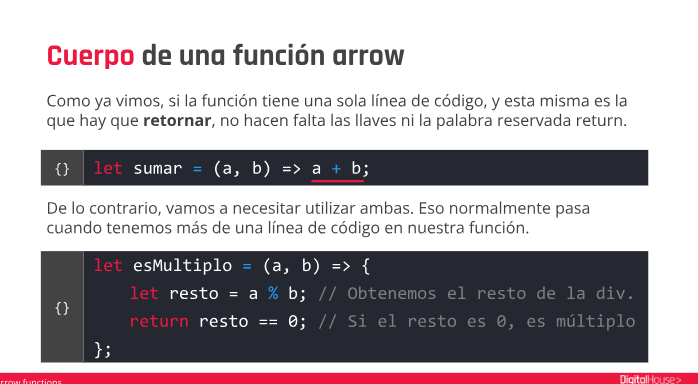 Cuerpo de una función arrow
Como ya vimos, si la función tiene una sola línea de código, y esta misma es la
que hay que retornar, no hacen falta las llaves ni la palabra reservada return.
{} let sumar = (a, b) => a + b;
De lo contrario, vamos a necesitar utilizar ambas. Eso normalmente pasa
cuando tenemos más de una línea de código en nuestra función.
let esMultiplo = (a, b) => {
let resto = a % b; // Obtenemos el resto de la div.
{}
return resto == 0; // Si el resto es 0, es múltiplo
};
rrow functions
DigitalHouse>